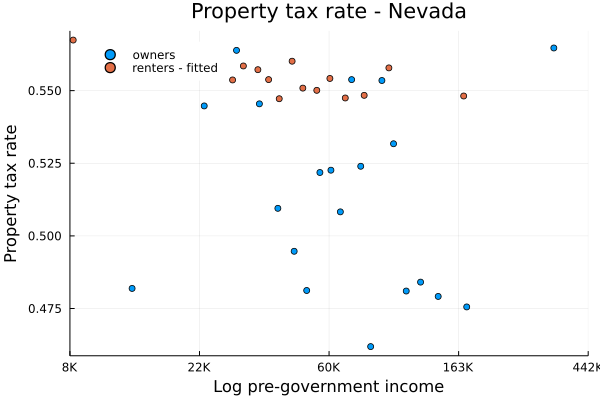 Property tax rate - Nevada
owners
renters - fitted
0.550
0.525
0.500
0.475
Property tax rate
8K 22K 60K 163K 442K
Log pre-government income